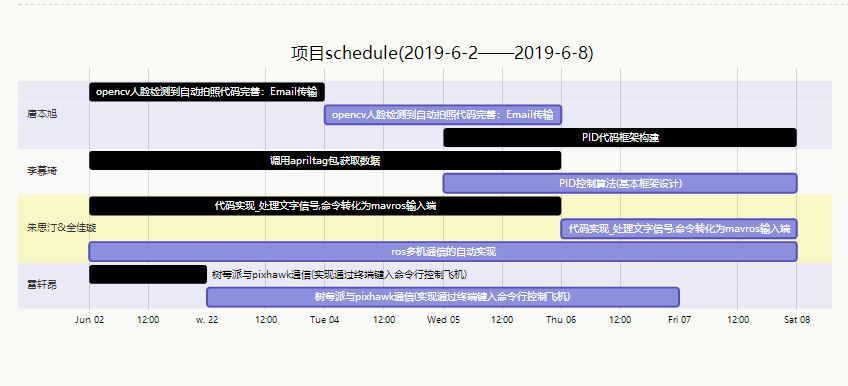 项目schedule(2019-6-2——2019-6-8)
唐本旭
opencv人脸检测到自动拍照代码完善：Email传输
opencv人脸检测到自动拍照代码完善：Email传输
PID代码框架构建
李慕琦
调用apriltag包,获取数据
PID控制算法(基本框架设计)
朱思汀&全佳璇
代码实现_处理文字信号,命令转化为mavros输入端
代码实现_处理文字信号,命令转化为mavros输入端
ros多机通信的自动实现
雷轩昂
树莓派与pixhawk通信(实现通过终端键入命令行控制飞机)
树莓派与pixhawk通信(实现通过终端键入命令行控制飞机)
Jun 02 12:00 w. 22 12:00 Tue 04 12:00 Wed 05 12:00 Thu 06 12:00 Fri 07 12:00 Sat 08